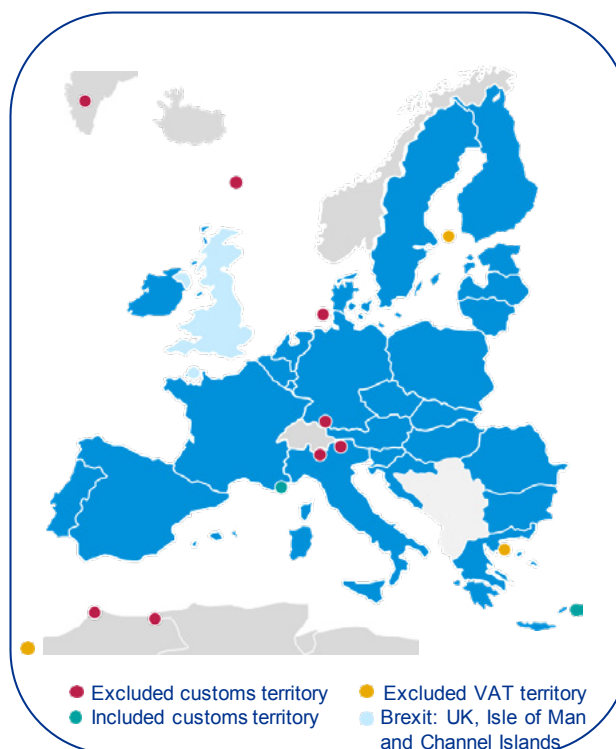 Excluded customs territory
Included customs territory
Excluded VAT territory
Brexit: UK, Isle of Man
and Channel Islands